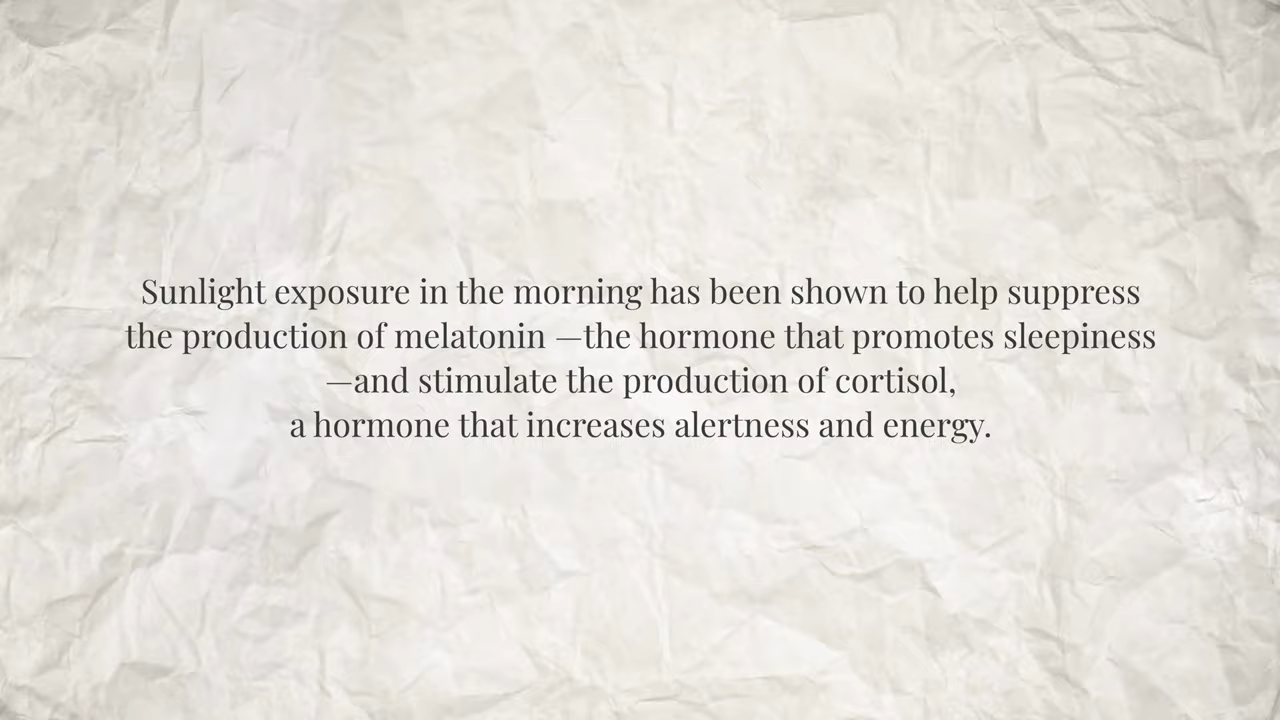 Sunlight exposure in the morning has been shown to help suppress
the production of melatonin —the hormone that promotes sleepiness
—and stimulate the production of cortisol,
a hormone that increases alertness and energy.